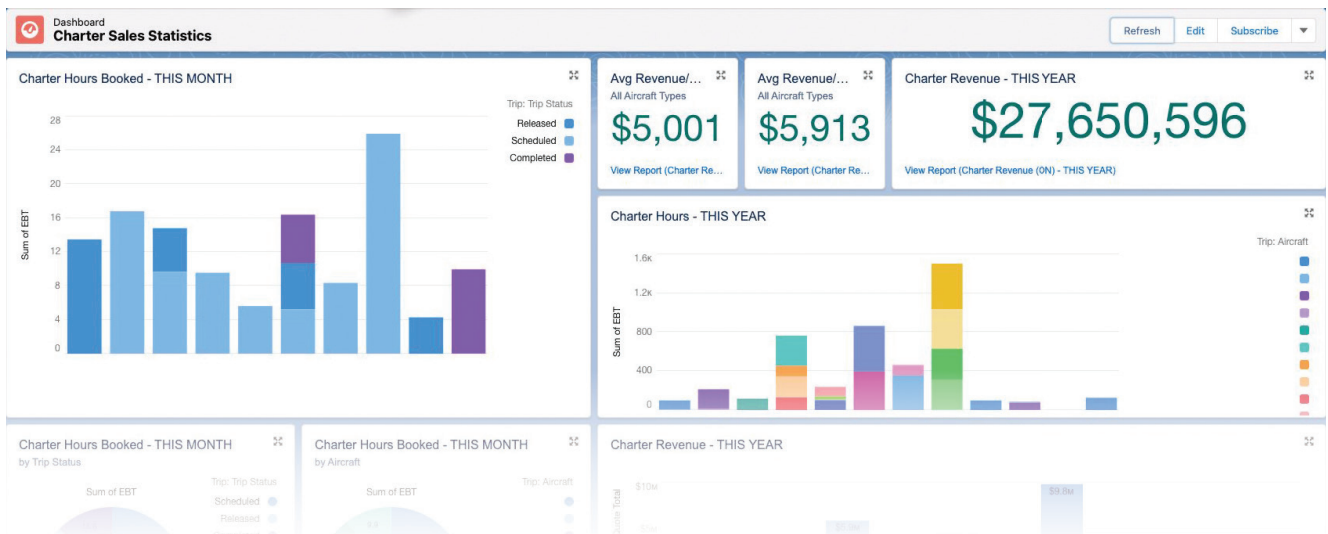 Dashboard
Charter Sales Statistics
Refresh
Edit
Subscribe
Charter Hours Booked - THIS MONTH
Trip: Trip Status
Released
Scheduled
Completed
28
24
20
16
12
8
4
0
Sum of EBT
Avg Revenue/...
All Aircraft Types
$5,001
View Report (Charter Re...
Avg Revenue/...
All Aircraft Types
$5,913
View Report (Charter Re...
Charter Revenue - THIS YEAR
$27,650,596
View Report (Charter Revenue (0N) - THIS YEAR)
Charter Hours - THIS YEAR
Trip: Aircraft
1.6K
1.2K
800
400
0
Sum of EBT
Charter Hours Booked - THIS MONTH
by Trip Status
Trip: Trip Status
Sum of EBT
Scheduled
Released
Charter Hours Booked - THIS MONTH
by Aircraft
Trip: Aircraft
Sum of EBT
Charter Revenue - THIS YEAR
$10M
$9.8M